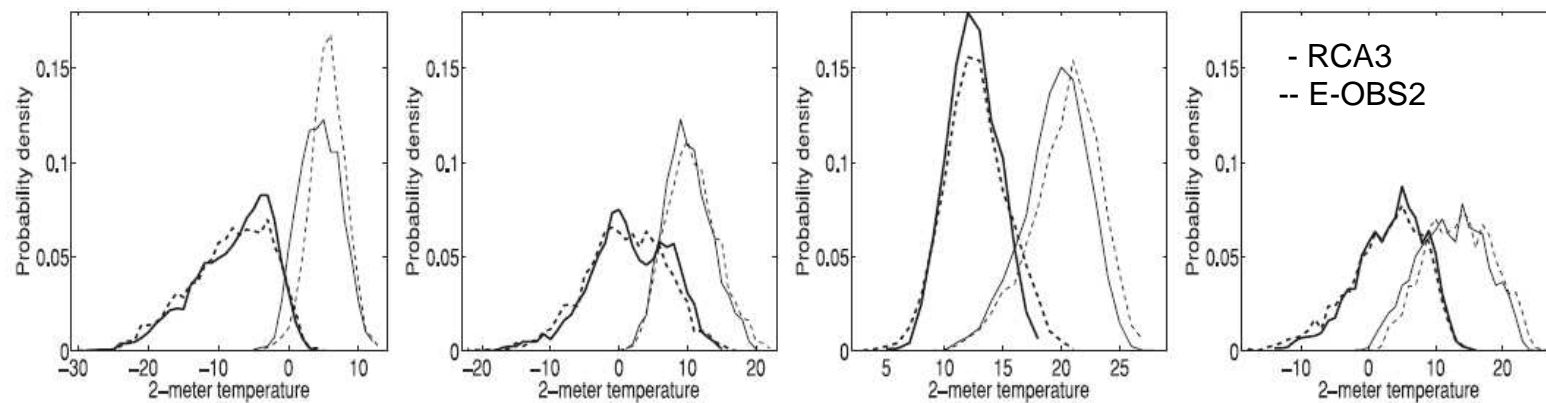 0.15
0.1
0.05
0
Probability density
−30 −20 −10 0 10
2−meter temperature
0.15
0.1
0.05
0
Probability density
−20 −10 0 10 20
2−meter temperature
0.15
0.1
0.05
0
Probability density
5 10 15 20 25
2−meter temperature
0.15
0.1
0.05
0
Probability density
−10 0 10 20
2−meter temperature
- RCA3
-- E-OBS2